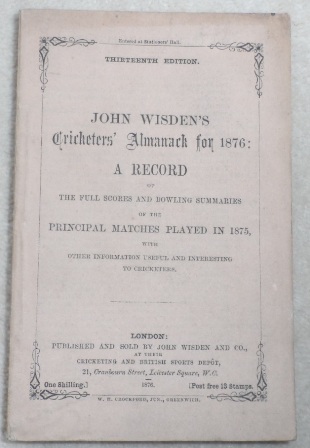 Entered at Stationers' Hall.
THIRTEENTH EDITION.
JOHN WISDEN'S
Cricketers' Almanack for 1876:
A RECORD
OF
THE FULL SCORES AND BOWLING SUMMARIES
OF THE
PRINCIPAL MATCHES PLAYED IN 1875,
WITH
OTHER INFORMATION USEFUL AND INTERESTING
TO CRICKETERS.
LONDON:
PUBLISHED AND SOLD BY JOHN WISDEN AND CO.,
AT THEIR
CRICKETING AND BRITISH SPORTS DEPÔT,
21, Cranbourn Street, Leicester Square, W.C.
1876.
One Shilling.] [Post free 13 Stamps.
W. H. CROCKFORD, JUN., GREENWICH.